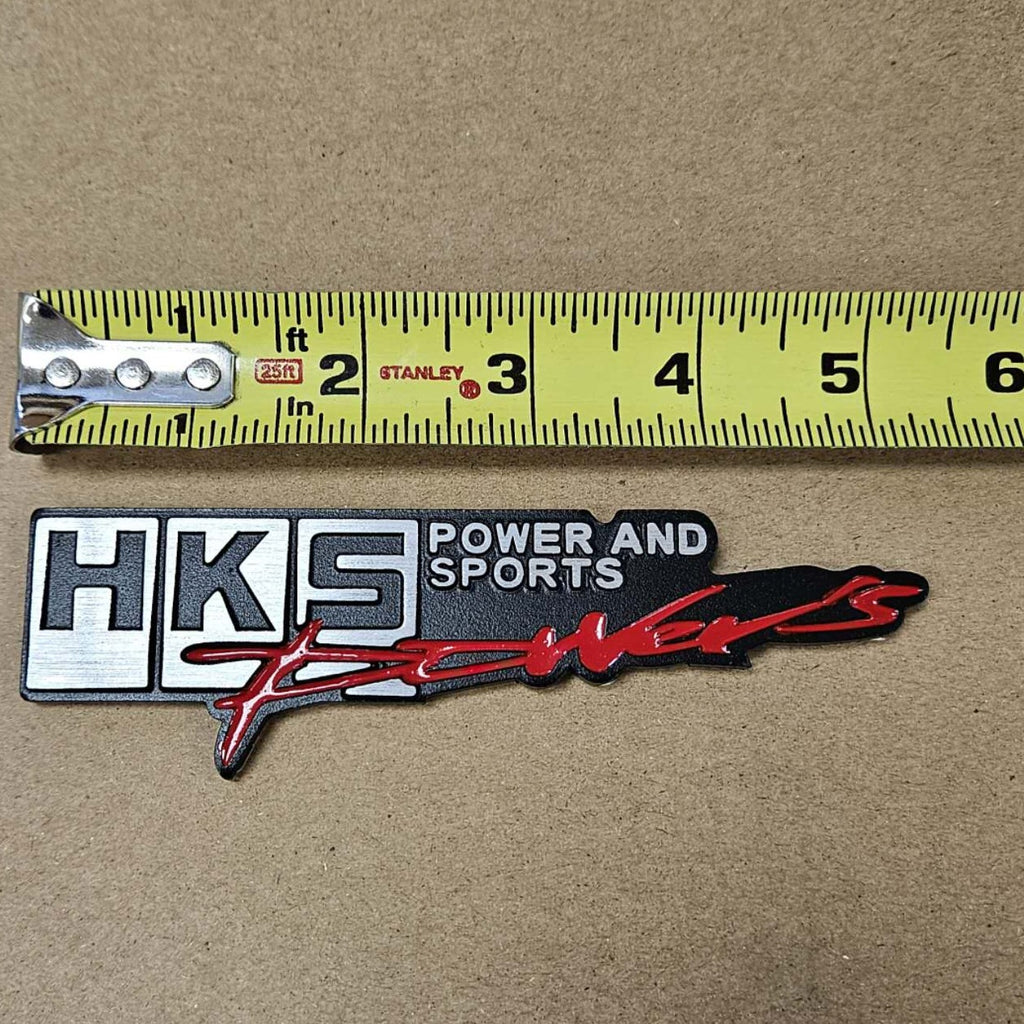 1
ft
25ft
2
STANLEY
®
3
4
5
6
in
1
HKS
POWER AND
SPORTS
power's